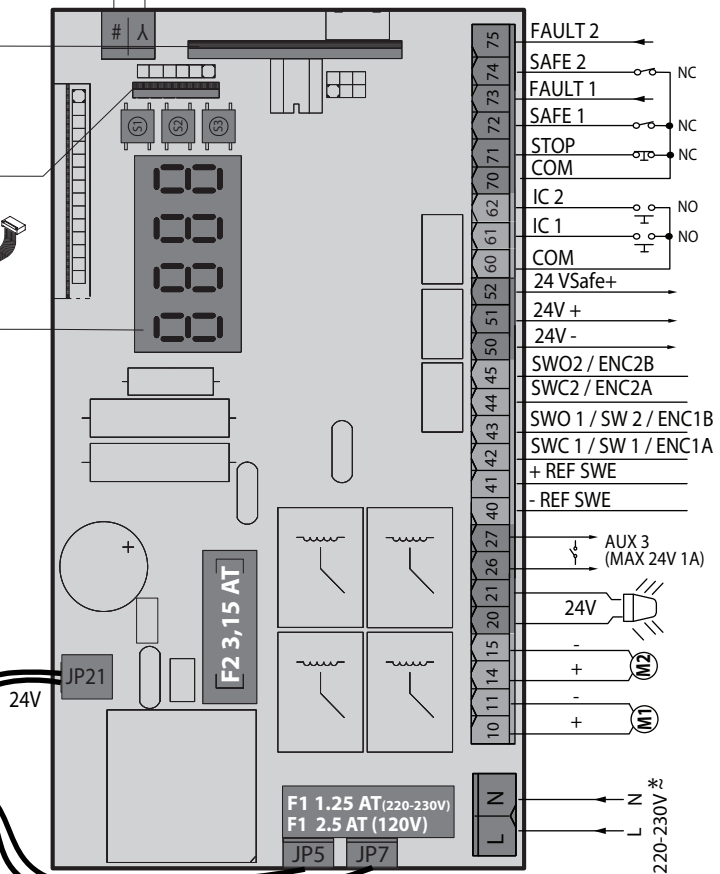 # Y
S1 S2 S3
75 FAULT 2
74 SAFE 2 NC
73 FAULT 1
72 SAFE 1 NC
71 STOP NC
70 COM
62 IC 2 NO
61 IC 1 NO
60 COM
52 24 VSafe+
51 24V +
50 24V -
45 SWO2 / ENC2B
44 SWC2 / ENC2A
43 SWO 1 / SW 2 / ENC1B
42 SWC 1 / SW 1 / ENC1A
41 + REF SWE
40 - REF SWE
27 AUX 3
26 (MAX 24V 1A)
21
24V
20
15 -
M2
14 +
11 -
M1
10 +
+
F2 3,15 AT
JP21
24V
F1 1.25 AT(220-230V)
F1 2.5 AT (120V)
JP5 JP7
N N
L L
220-230V~*